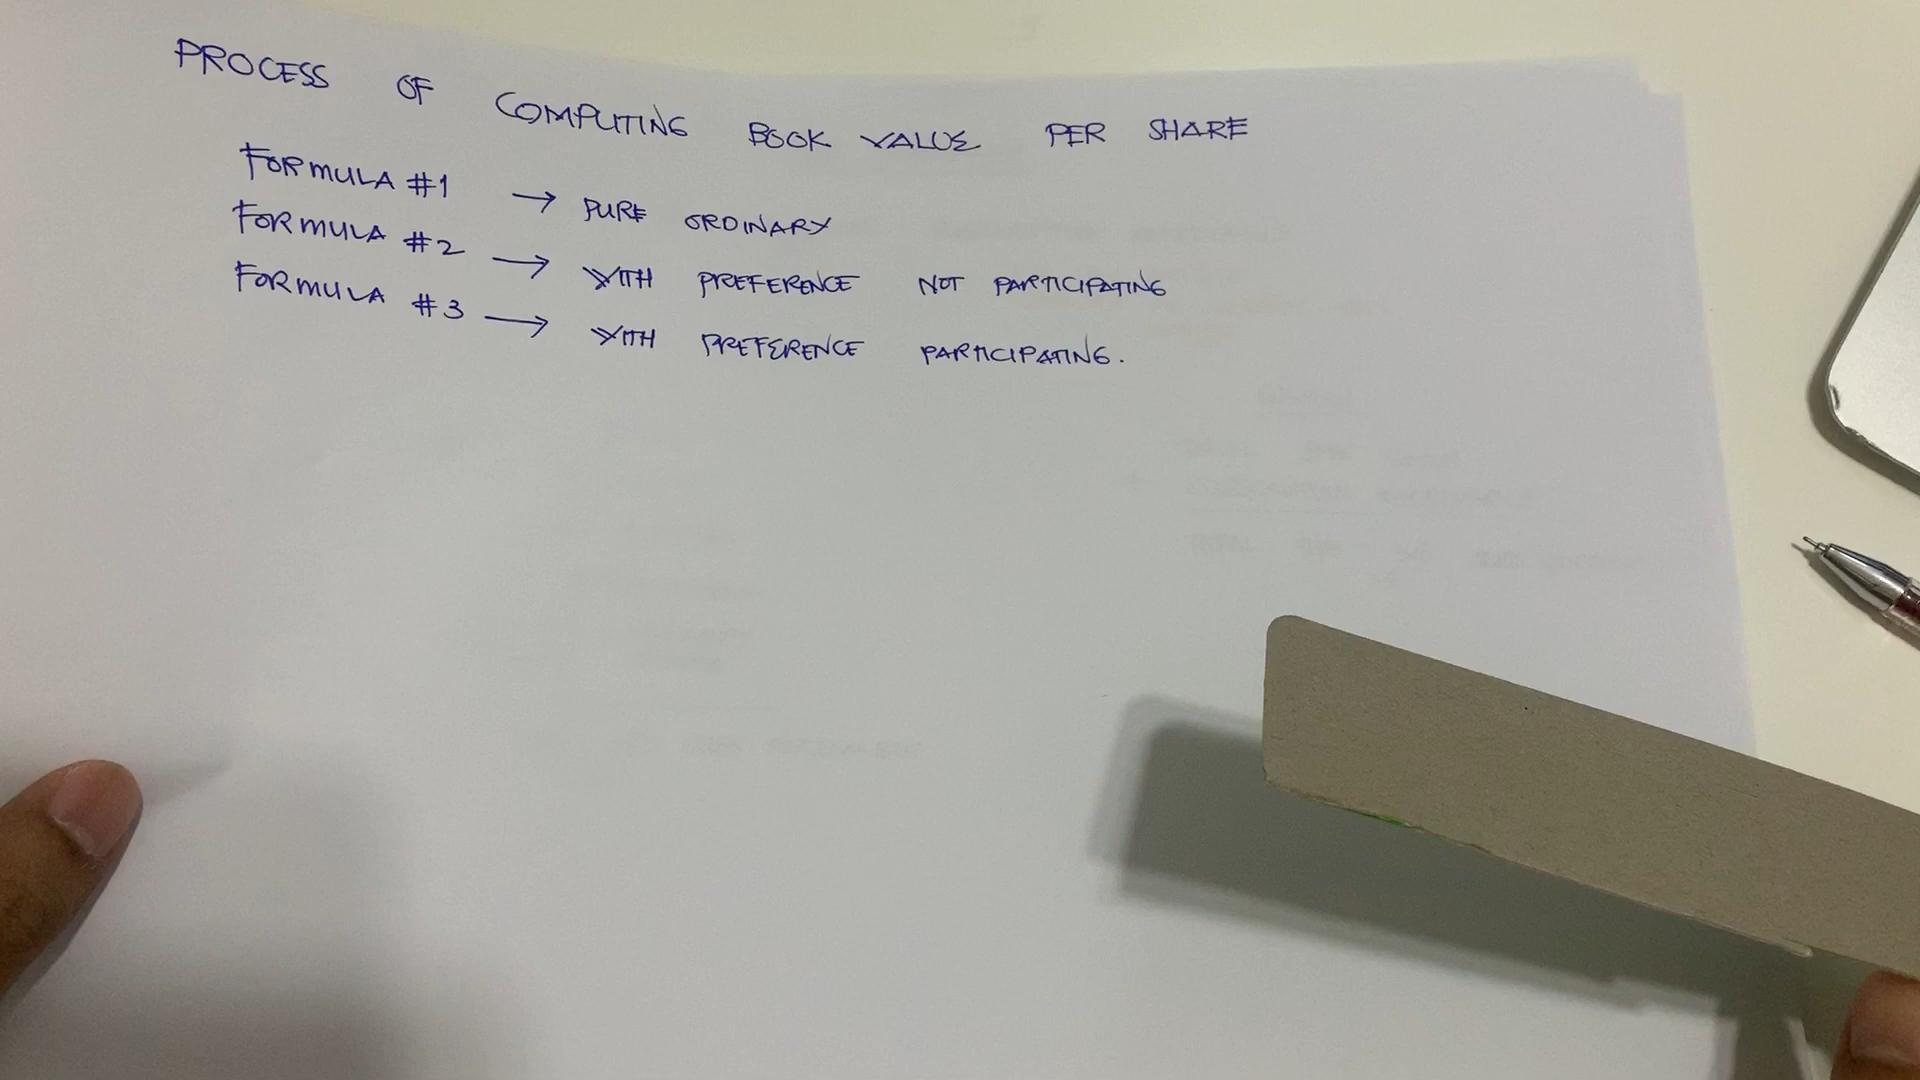 PROCESS OF COMPUTING BOOK VALUE PER SHARE
FORMULA #1 → PURE ORDINARY
FORMULA #2 → WITH PREFERENCE NOT PARTICIPATING
FORMULA #3 → WITH PREFERENCE PARTICIPATING.